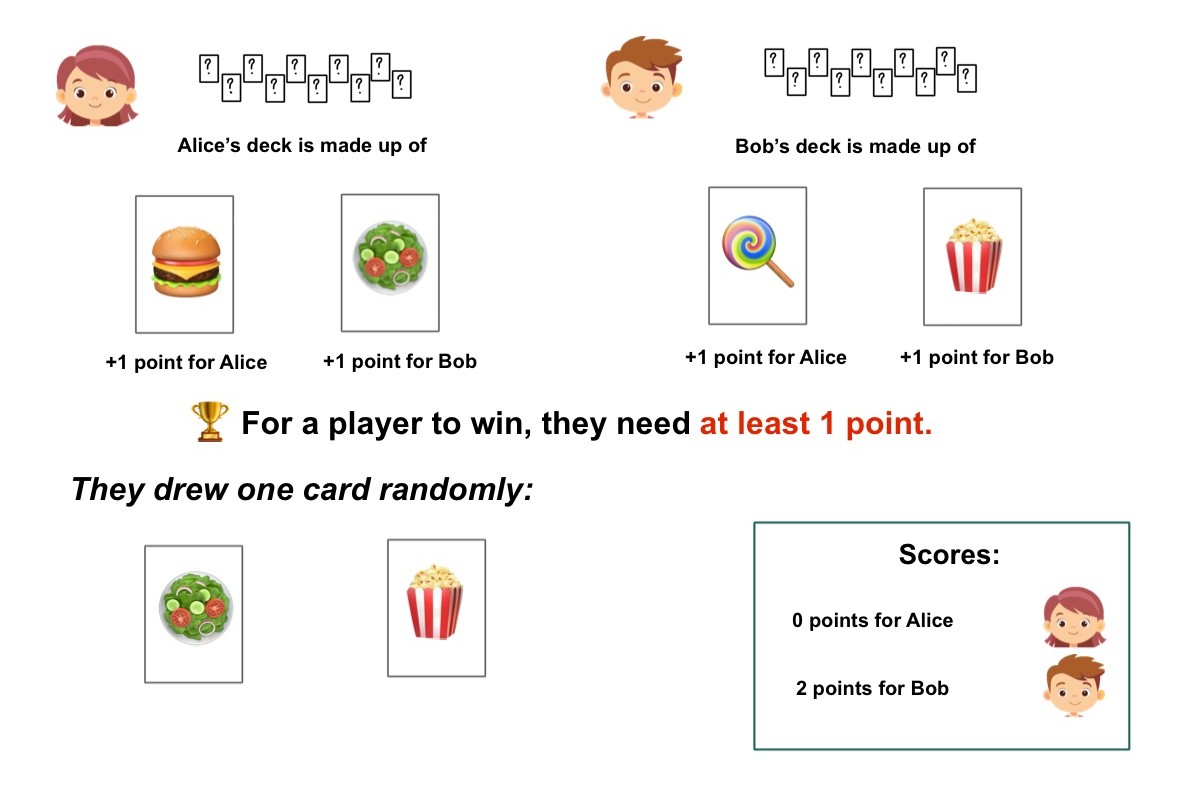 ? ? ? ? ? ? ? ? ? ?
? ? ? ? ? ? ? ? ? ?
Alice’s deck is made up of
Bob’s deck is made up of
+1 point for Alice
+1 point for Bob
+1 point for Alice
+1 point for Bob
For a player to win, they need at least 1 point.
They drew one card randomly:
Scores:
0 points for Alice
2 points for Bob